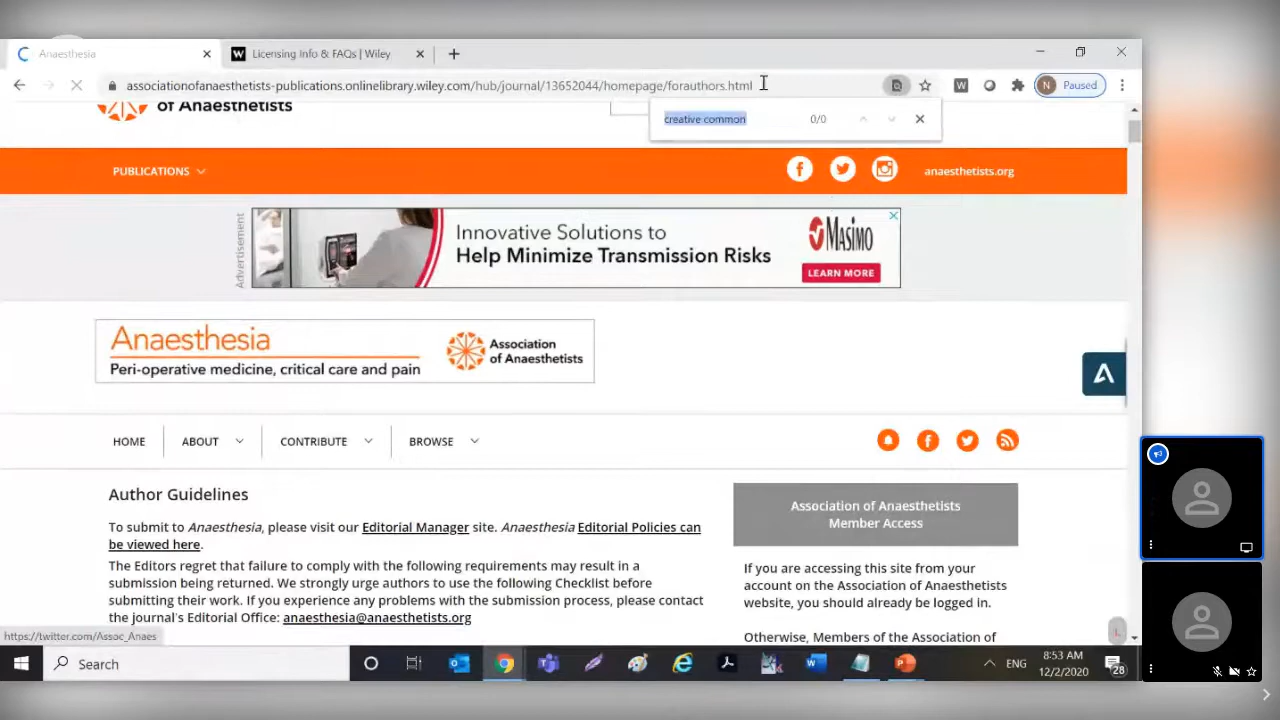 Anaesthesia
Licensing Info & FAQs | Wiley
associationofanaesthetists-publications.onlinelibrary.wiley.com/hub/journal/13652044/homepage/forauthors.html
N Paused
of Anaesthetists
creative common 0/0
PUBLICATIONS
anaesthetists.org
Advertisement
Innovative Solutions to
Help Minimize Transmission Risks
Masimo
LEARN MORE
Anaesthesia
Peri-operative medicine, critical care and pain
Association
of Anaesthetists
HOME ABOUT CONTRIBUTE BROWSE
Author Guidelines
To submit to Anaesthesia, please visit our Editorial Manager site. Anaesthesia Editorial Policies can
be viewed here.
The Editors regret that failure to comply with the following requirements may result in a
submission being returned. We strongly urge authors to use the following Checklist before
submitting their work. If you experience any problems with the submission process, please contact
the journal's Editorial Office: anaesthesia@anaesthetists.org
Association of Anaesthetists
Member Access
If you are accessing this site from your
account on the Association of Anaesthetists
website, you should already be logged in.
Otherwise, Members of the Association of
https://twitter.com/Assoc_Anaes
Search
ENG
8:53 AM
12/2/2020
28